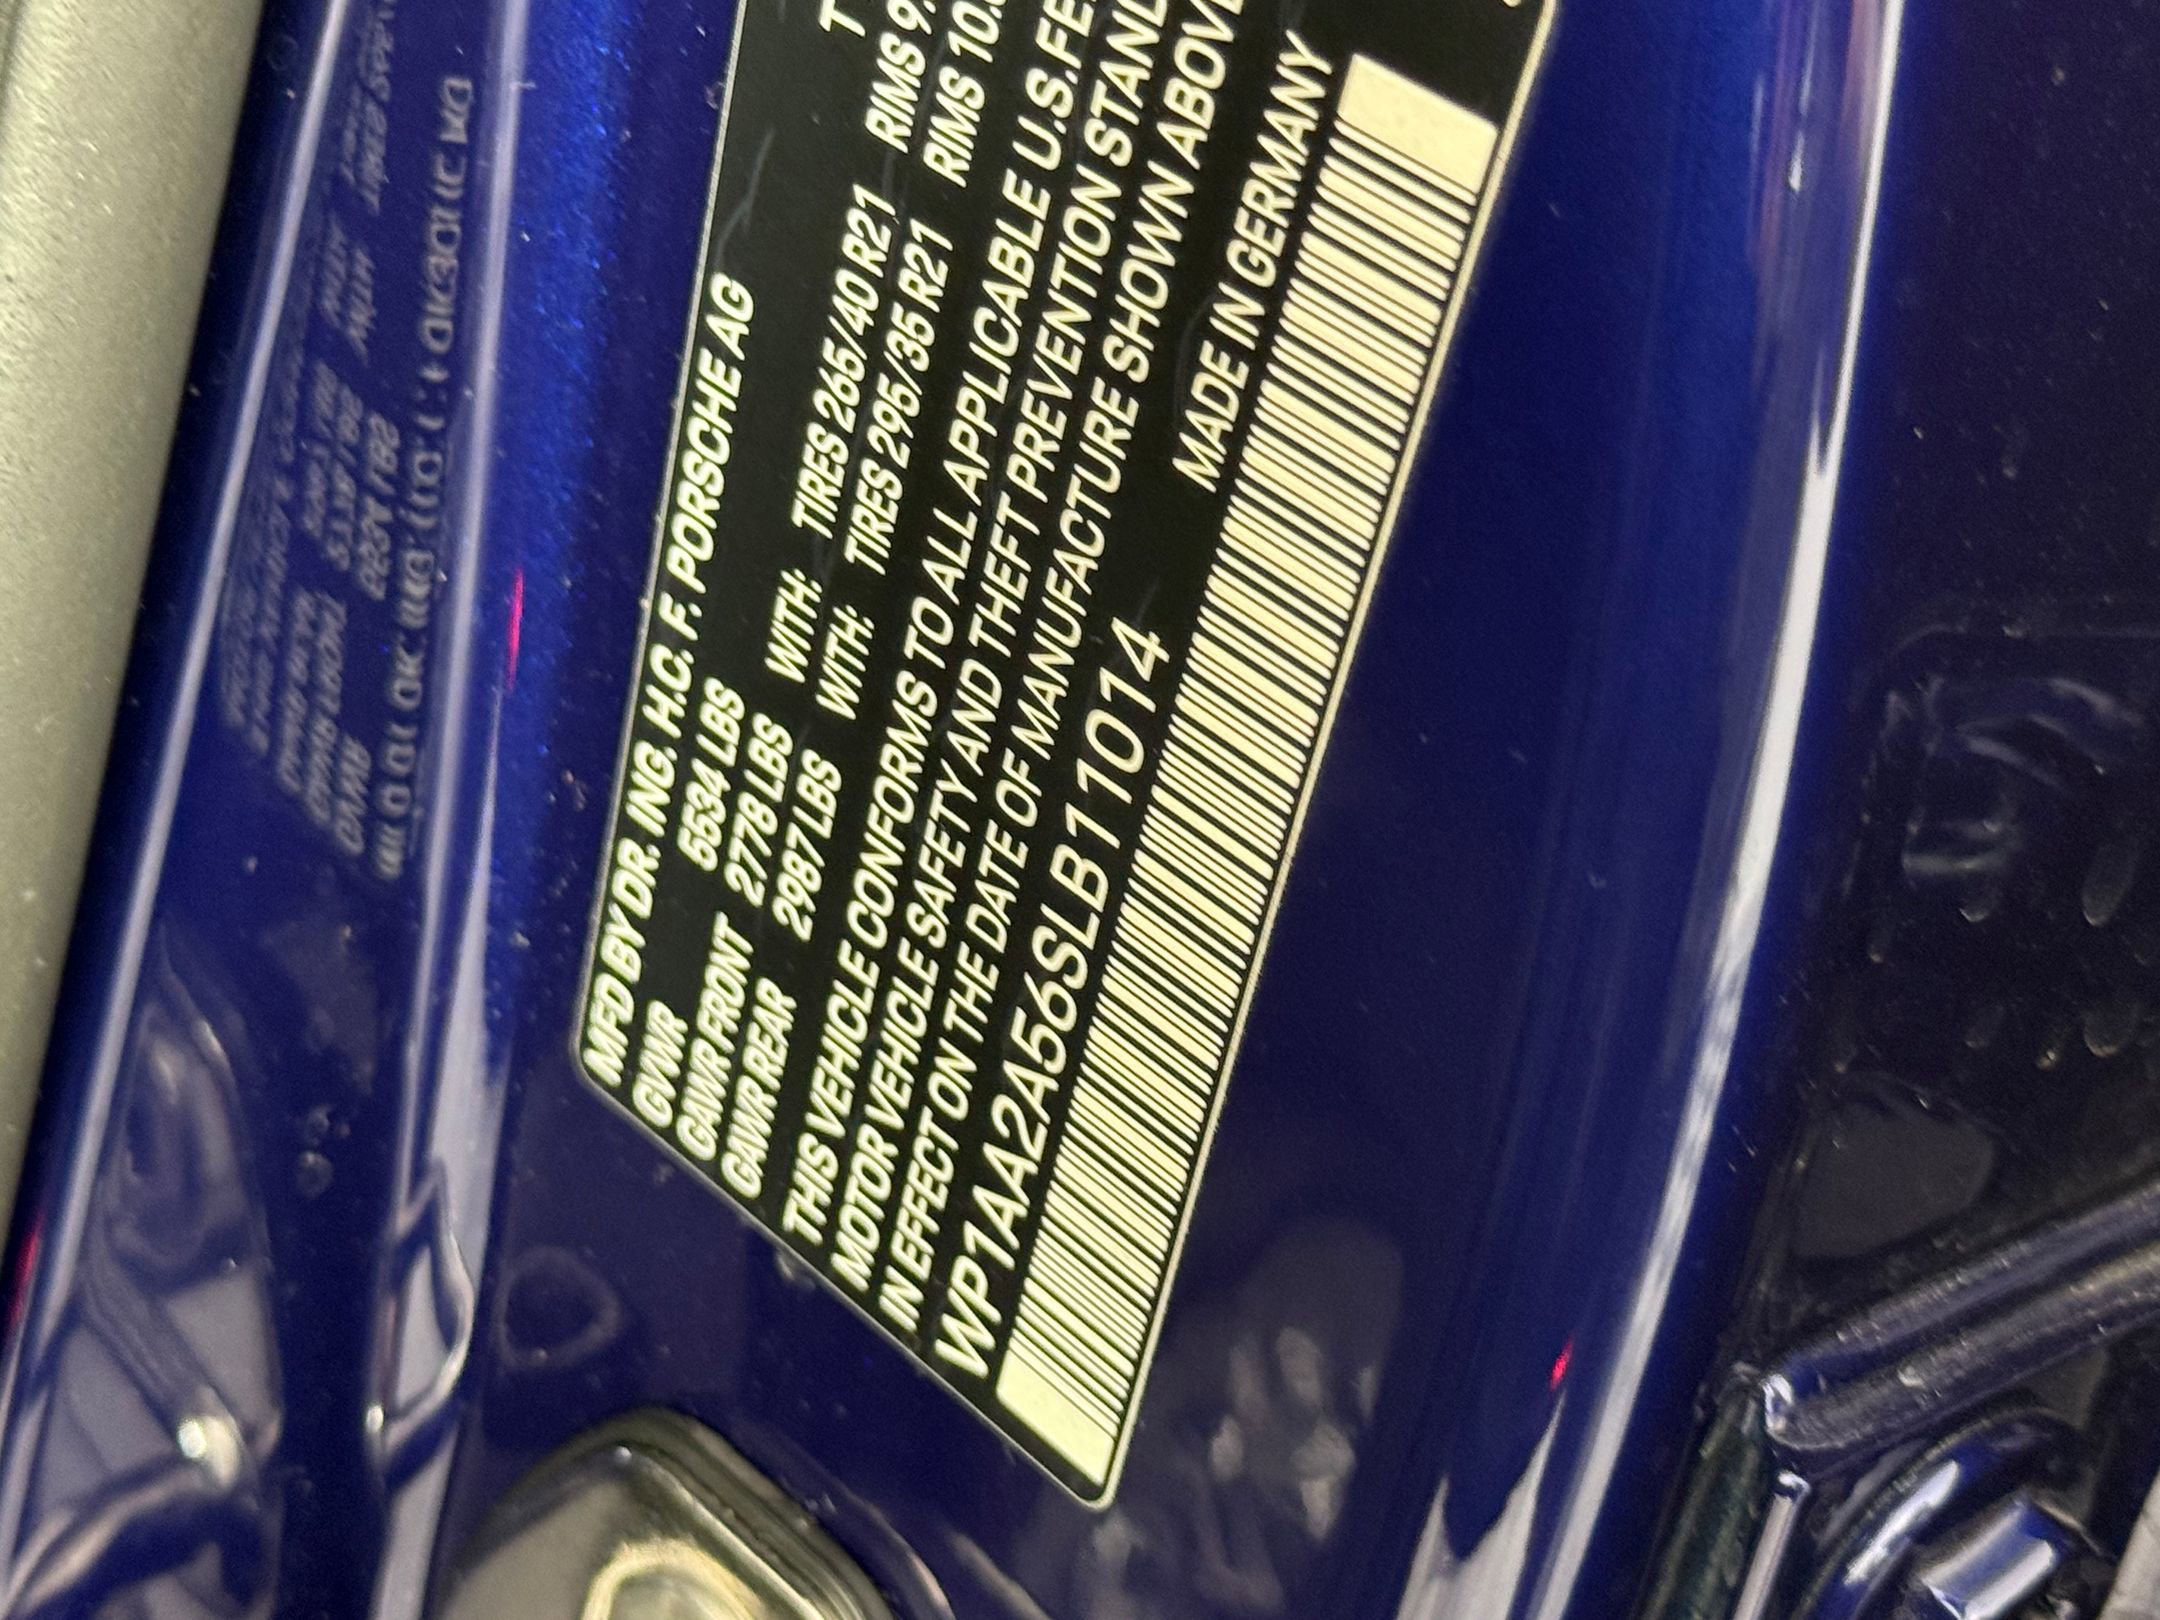 MFD BY DR. ING. H.C. F. PORSCHE AG
GVWR 5534 LBS
GAWR FRONT 2778 LBS WITH: TIRES 265/40 R21 RIMS
GAWR REAR 2987 LBS WITH: TIRES 295/35 R21 RIMS
THIS VEHICLE CONFORMS TO ALL APPLICABLE U.S.
MOTOR VEHICLE SAFETY AND THEFT PREVENTION
IN EFFECT ON THE DATE OF MANUFACTURE SHOWN ABOVE
WP1AA2A56SLB11014 MADE IN GERMANY